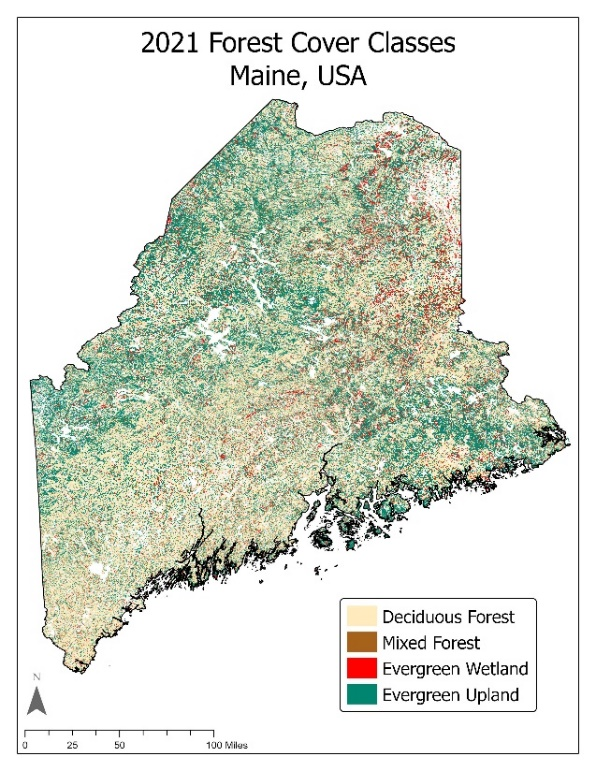 2021 Forest Cover Classes
Maine, USA
Deciduous Forest
Mixed Forest
Evergreen Wetland
Evergreen Upland
N
0 25 50 100 Miles